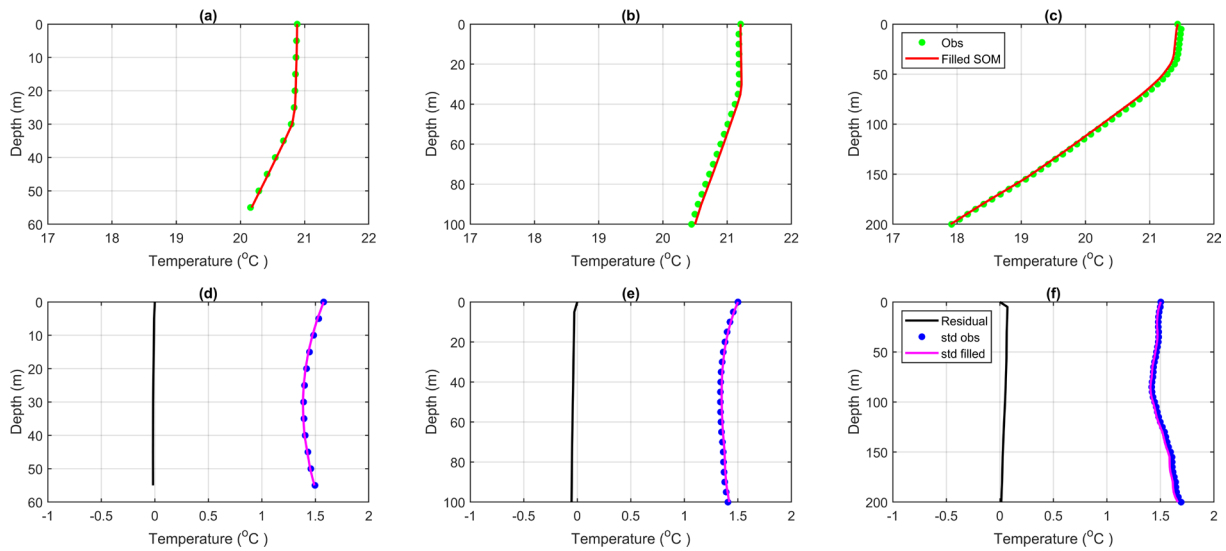 (a)
0
10
20
30
40
50
60
Depth (m)
17 18 19 20 21 22
Temperature (°C )
(b)
0
20
40
60
80
100
Depth (m)
17 18 19 20 21 22
Temperature (°C )
(c)
Obs
Filled SOM
0
50
100
150
200
Depth (m)
17 18 19 20 21 22
Temperature (°C )
(d)
0
10
20
30
40
50
60
Depth (m)
-1 -0.5 0 0.5 1 1.5 2
Temperature (°C )
(e)
0
20
40
60
80
100
Depth (m)
-1 -0.5 0 0.5 1 1.5 2
Temperature (°C )
(f)
Residual
std obs
std filled
0
50
100
150
200
Depth (m)
-1 -0.5 0 0.5 1 1.5 2
Temperature (°C )